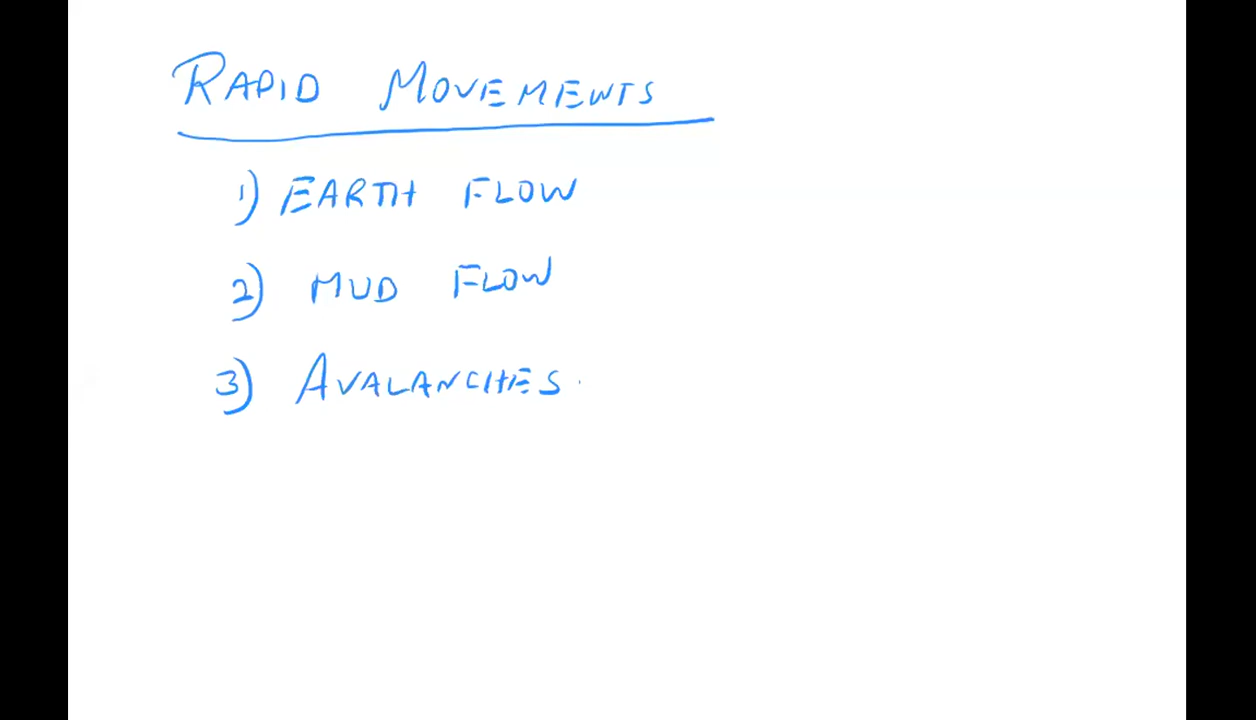 RAPID MOVEMENTS
1) EARTH FLOW
2) MUD FLOW
3) AVALANCHES.